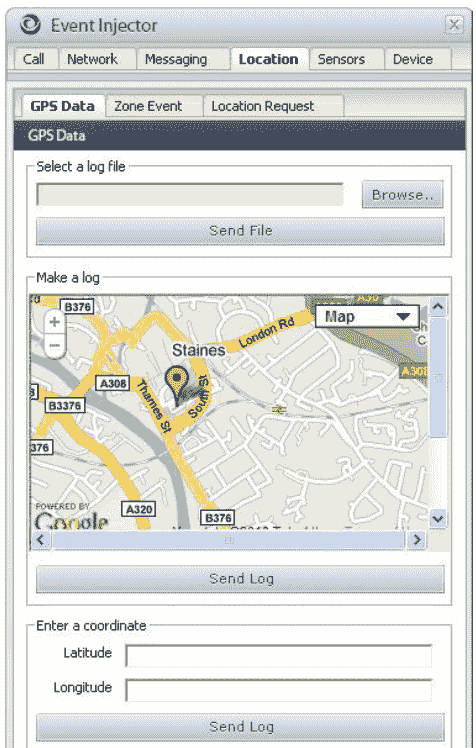 Event Injector
Call Network Messaging Location Sensors Device
GPS Data Zone Event Location Request
GPS Data
Select a log file
Browse..
Send File
Make a log
B376
Map
London Rd
Staines
A308
A308
Thames St
South St
B3376
376
A320
B376
POWERED BY
Google
Send Log
Enter a coordinate
Latitude
Longitude
Send Log